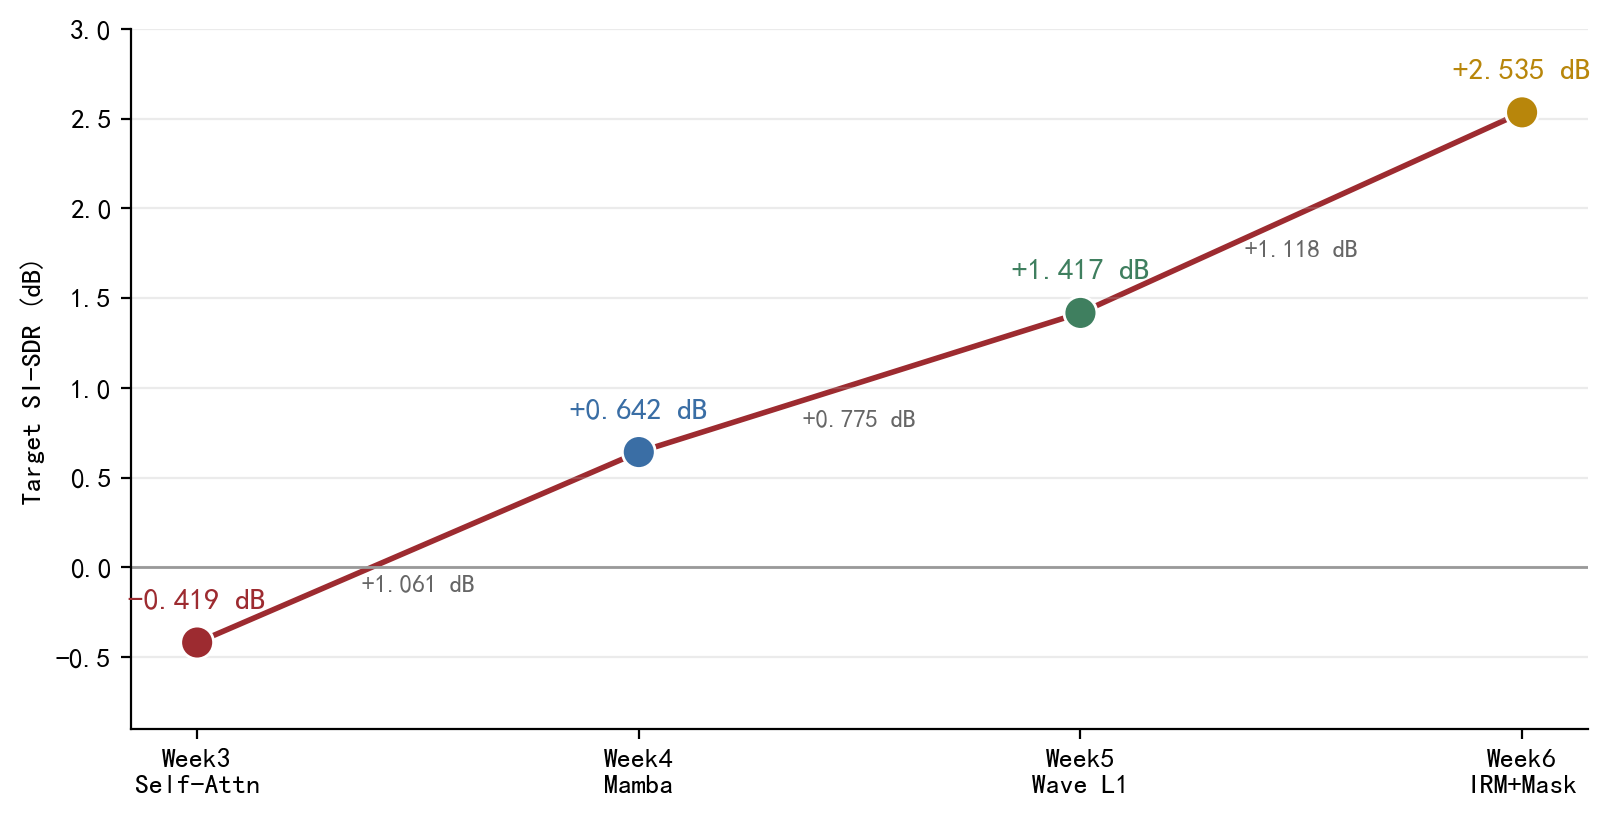 3.0
2.5
2.0
1.5
1.0
0.5
0.0
−0.5
Target SI-SDR (dB)
+2.535 dB
+1.118 dB
+1.417 dB
+0.642 dB
+0.775 dB
+1.061 dB
−0.419 dB
Week3
Self-Attn
Week4
Mamba
Week5
Wave L1
Week6
IRM+Mask